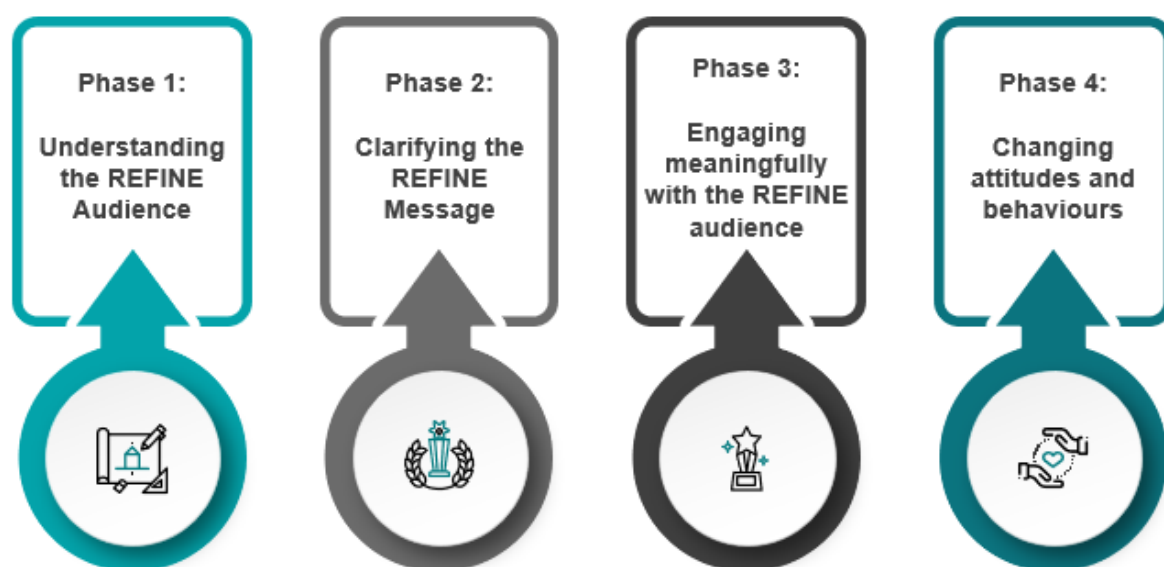 Phase 1:
Understanding
the REFINE
Audience
Phase 2:
Clarifying the
REFINE
Message
Phase 3:
Engaging
meaningfully
with the REFINE
audience
Phase 4:
Changing
attitudes and
behaviours